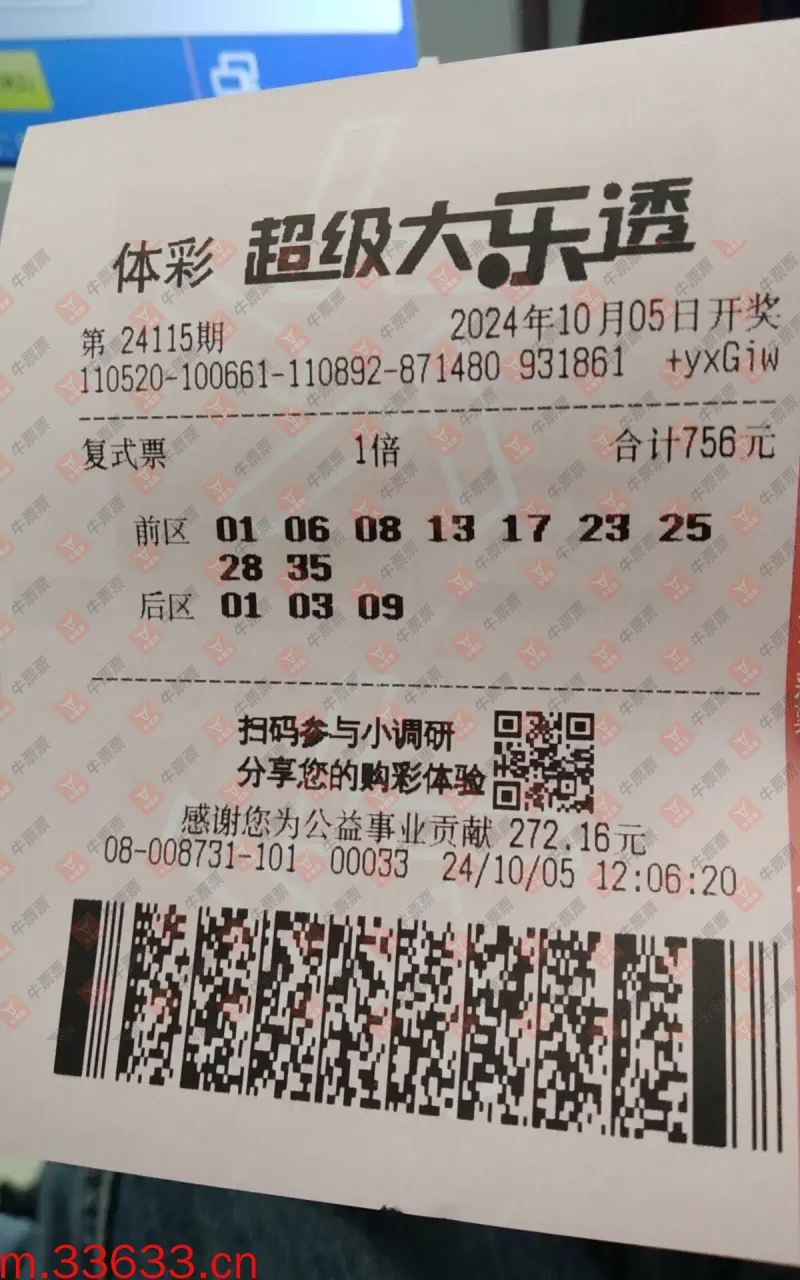 体彩 超级大乐透
第 24115期 2024年10月05日开奖
110520-100661-110892-871480 931861 +yxGiw
复式票 1倍 合计756元
前区 01 06 08 13 17 23 25
28 35
后区 01 03 09
扫码参与小调研
分享您的购彩体验
感谢您为公益事业贡献 272.16元
08-008731-101 00033 24/10/05 12:06:20
牛票票
m.33633.cn